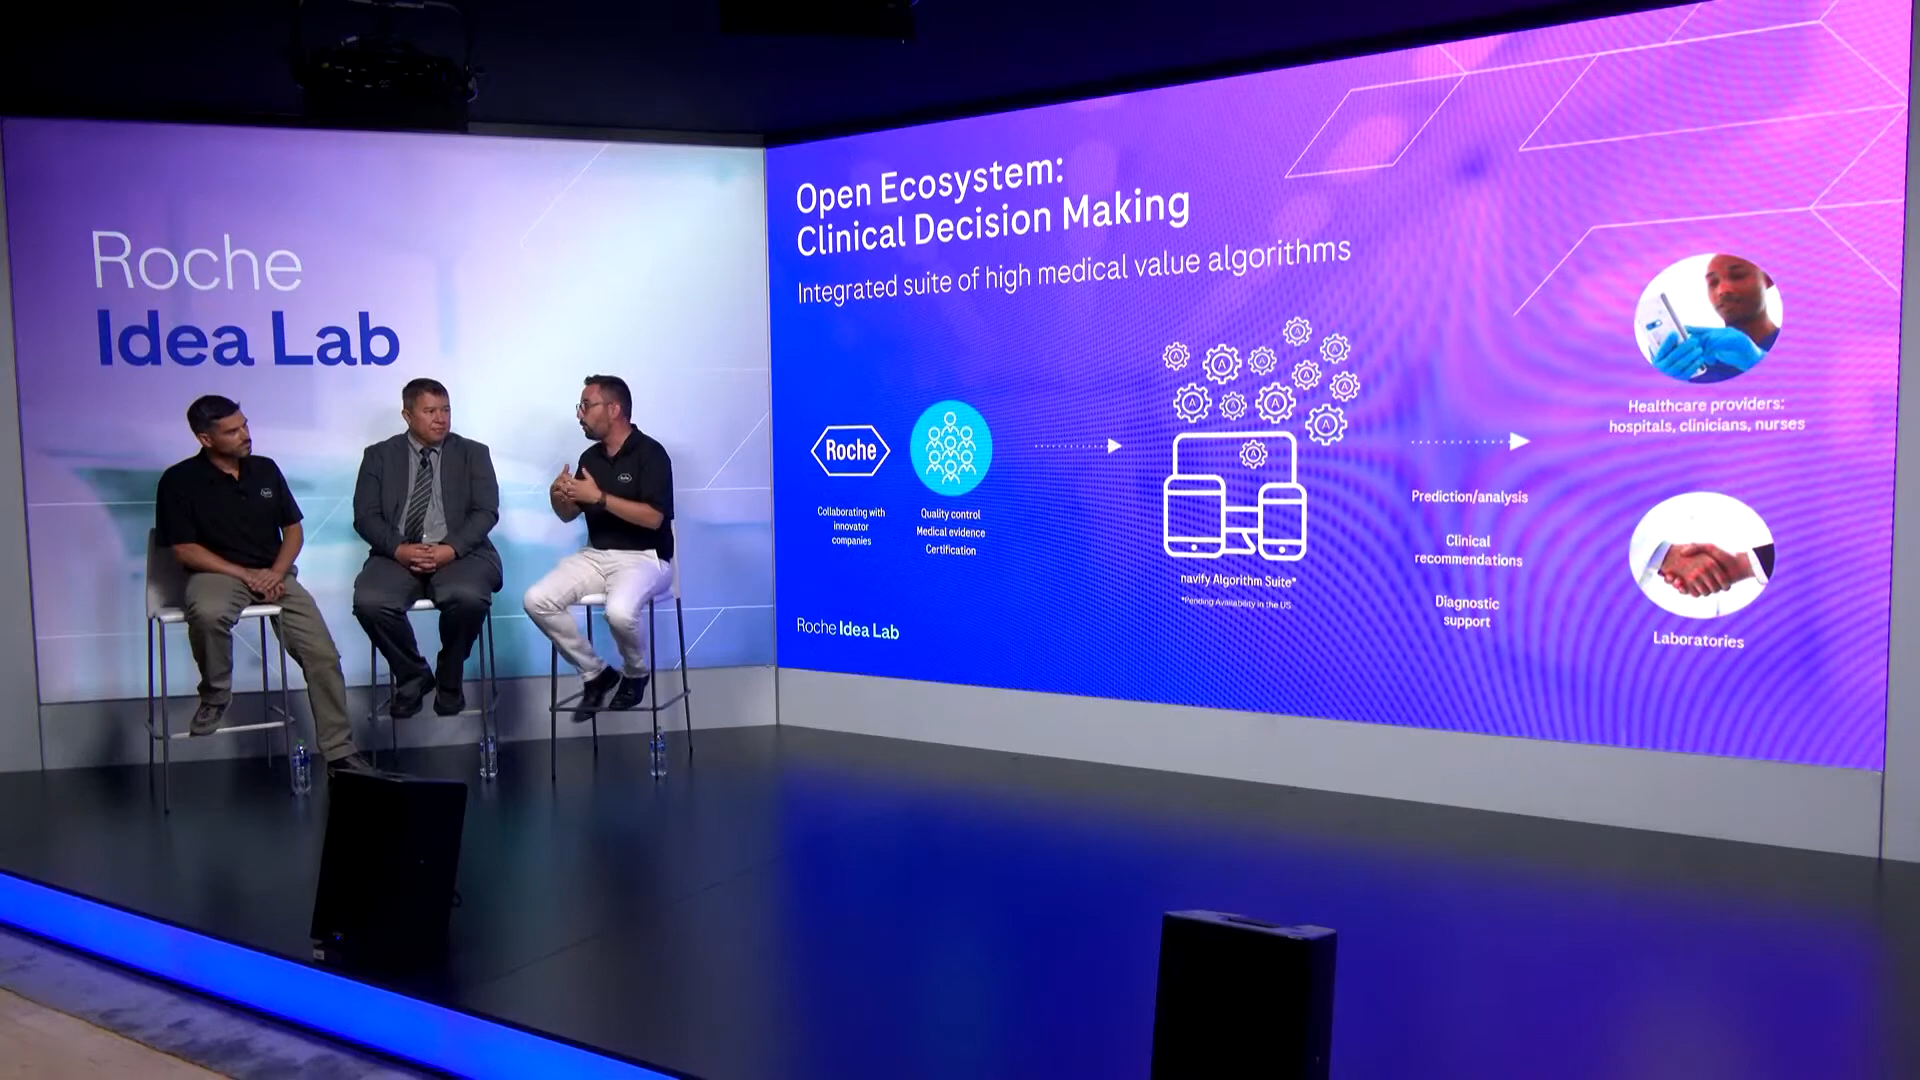 Roche
Idea Lab
Open Ecosystem:
Clinical Decision Making
Integrated suite of high medical value algorithms
Roche
Collaborating with
innovator
companies
Quality control
Medical evidence
Certification
navify Algorithm Suite*
*Pending Availability in the US
Prediction/analysis
Clinical
recommendations
Diagnostic
support
Healthcare providers:
hospitals, clinicians, nurses
Laboratories
Roche Idea Lab